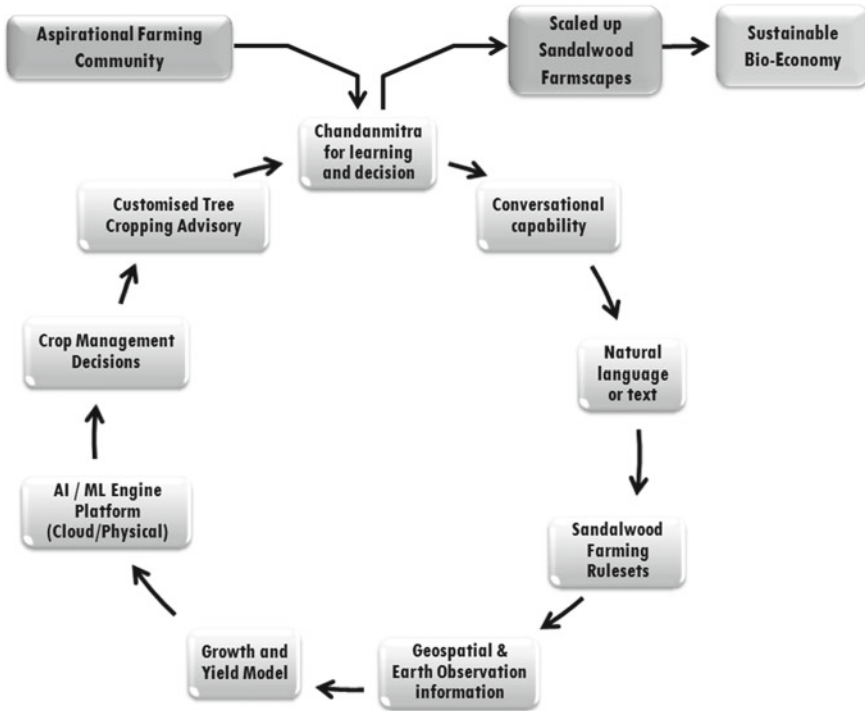 Aspirational Farming
Community
Scaled up
Sandalwood
Farmscapes
Sustainable
Bio-Economy
Chandanmitra
for learning
and decision
Customised Tree
Cropping Advisory
Conversational
capability
Crop Management
Decisions
Natural
language
or text
AI / ML Engine
Platform
(Cloud/Physical)
Sandalwood
Farming
Rulesets
Growth and
Yield Model
Geospatial &
Earth Observation
information